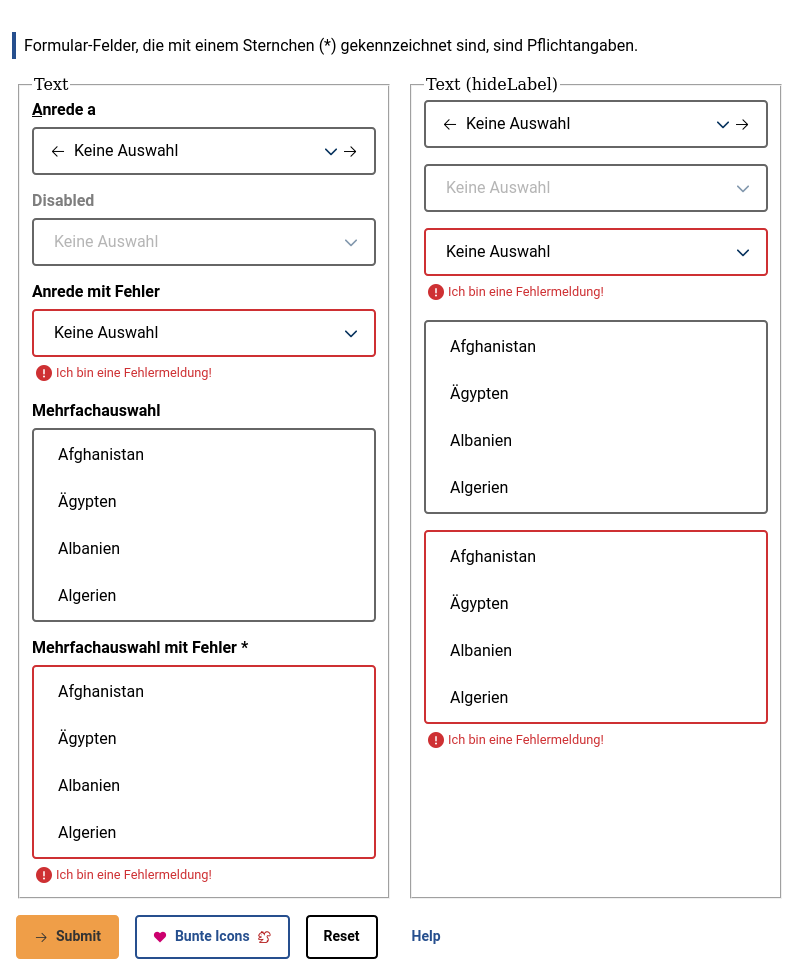 Formular-Felder, die mit einem Sternchen (*) gekennzeichnet sind, sind Pflichtangaben.
Text
Anrede a
Keine Auswahl
Disabled
Keine Auswahl
Anrede mit Fehler
Keine Auswahl
Ich bin eine Fehlermeldung!
Mehrfachauswahl
Afghanistan
Ägypten
Albanien
Algerien
Mehrfachauswahl mit Fehler *
Afghanistan
Ägypten
Albanien
Algerien
Ich bin eine Fehlermeldung!
Text (hideLabel)
Keine Auswahl
Keine Auswahl
Keine Auswahl
Ich bin eine Fehlermeldung!
Afghanistan
Ägypten
Albanien
Algerien
Afghanistan
Ägypten
Albanien
Algerien
Ich bin eine Fehlermeldung!
Submit
Bunte Icons
Reset
Help